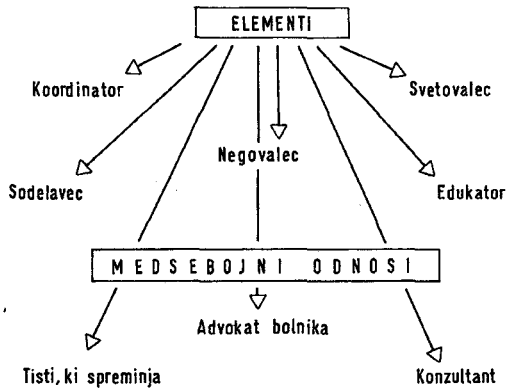 ELEMENTI
Koordinator
Svetovalec
Negovalec
Sodelavec
Edukator
MEDSEBOJNI ODNOSI
Advokat bolnika
Tisti, ki spreminja
Konzultant